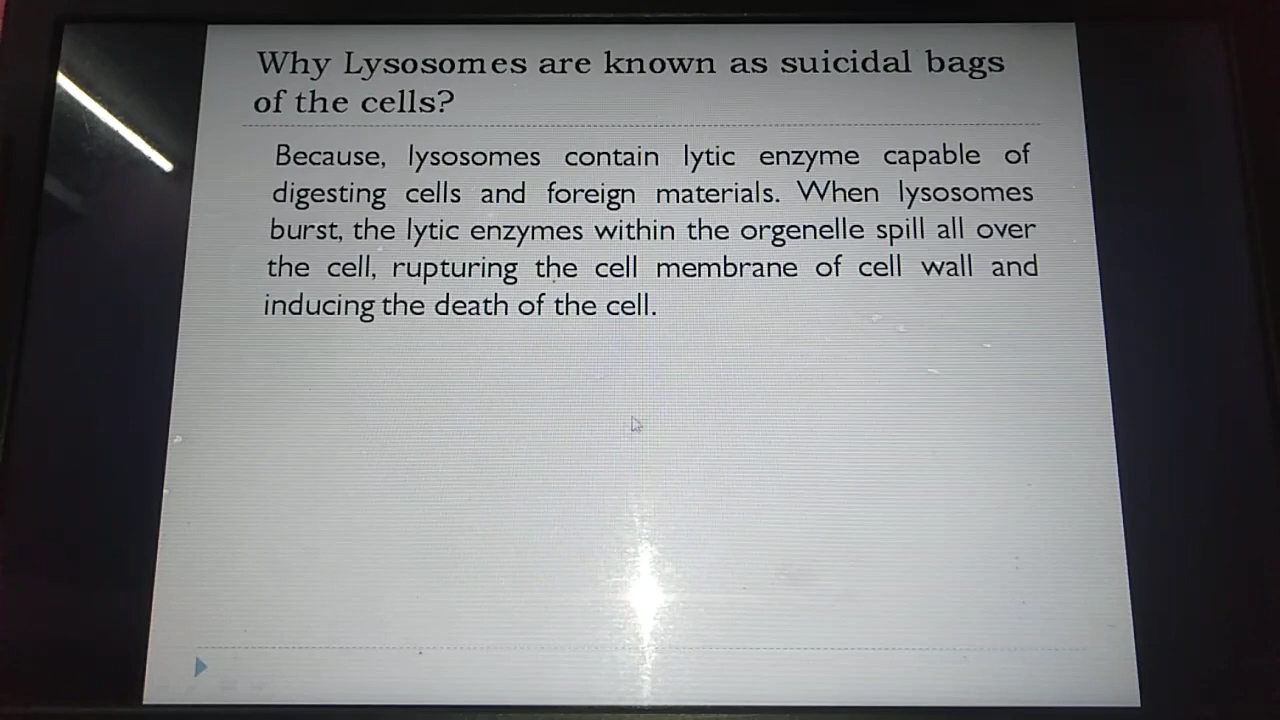 Why Lysosomes are known as suicidal bags
of the cells?
Because, lysosomes contain lytic enzyme capable of
digesting cells and foreign materials. When lysosomes
burst, the lytic enzymes within the orgenelle spill all over
the cell, rupturing the cell membrane of cell wall and
inducing the death of the cell.